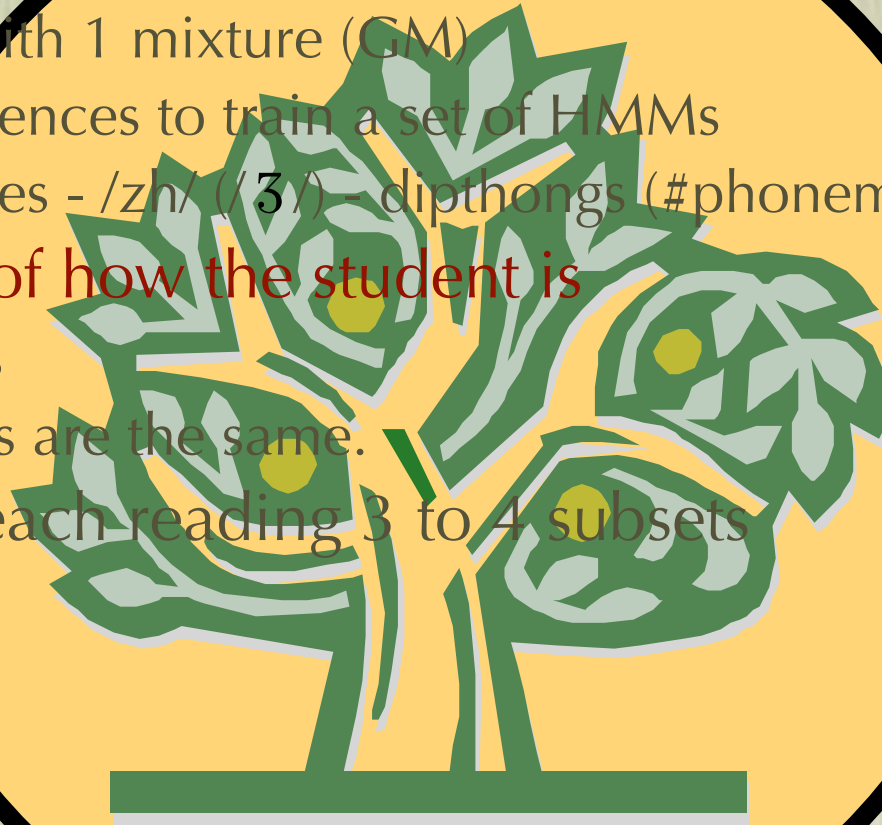 ith 1 mixture (GM)
ences to train a set of HMMs
es - /zh/ (/ʒ/) - dipthongs (#phonem
of how the student is
s are the same.
each reading 3 to 4 subsets